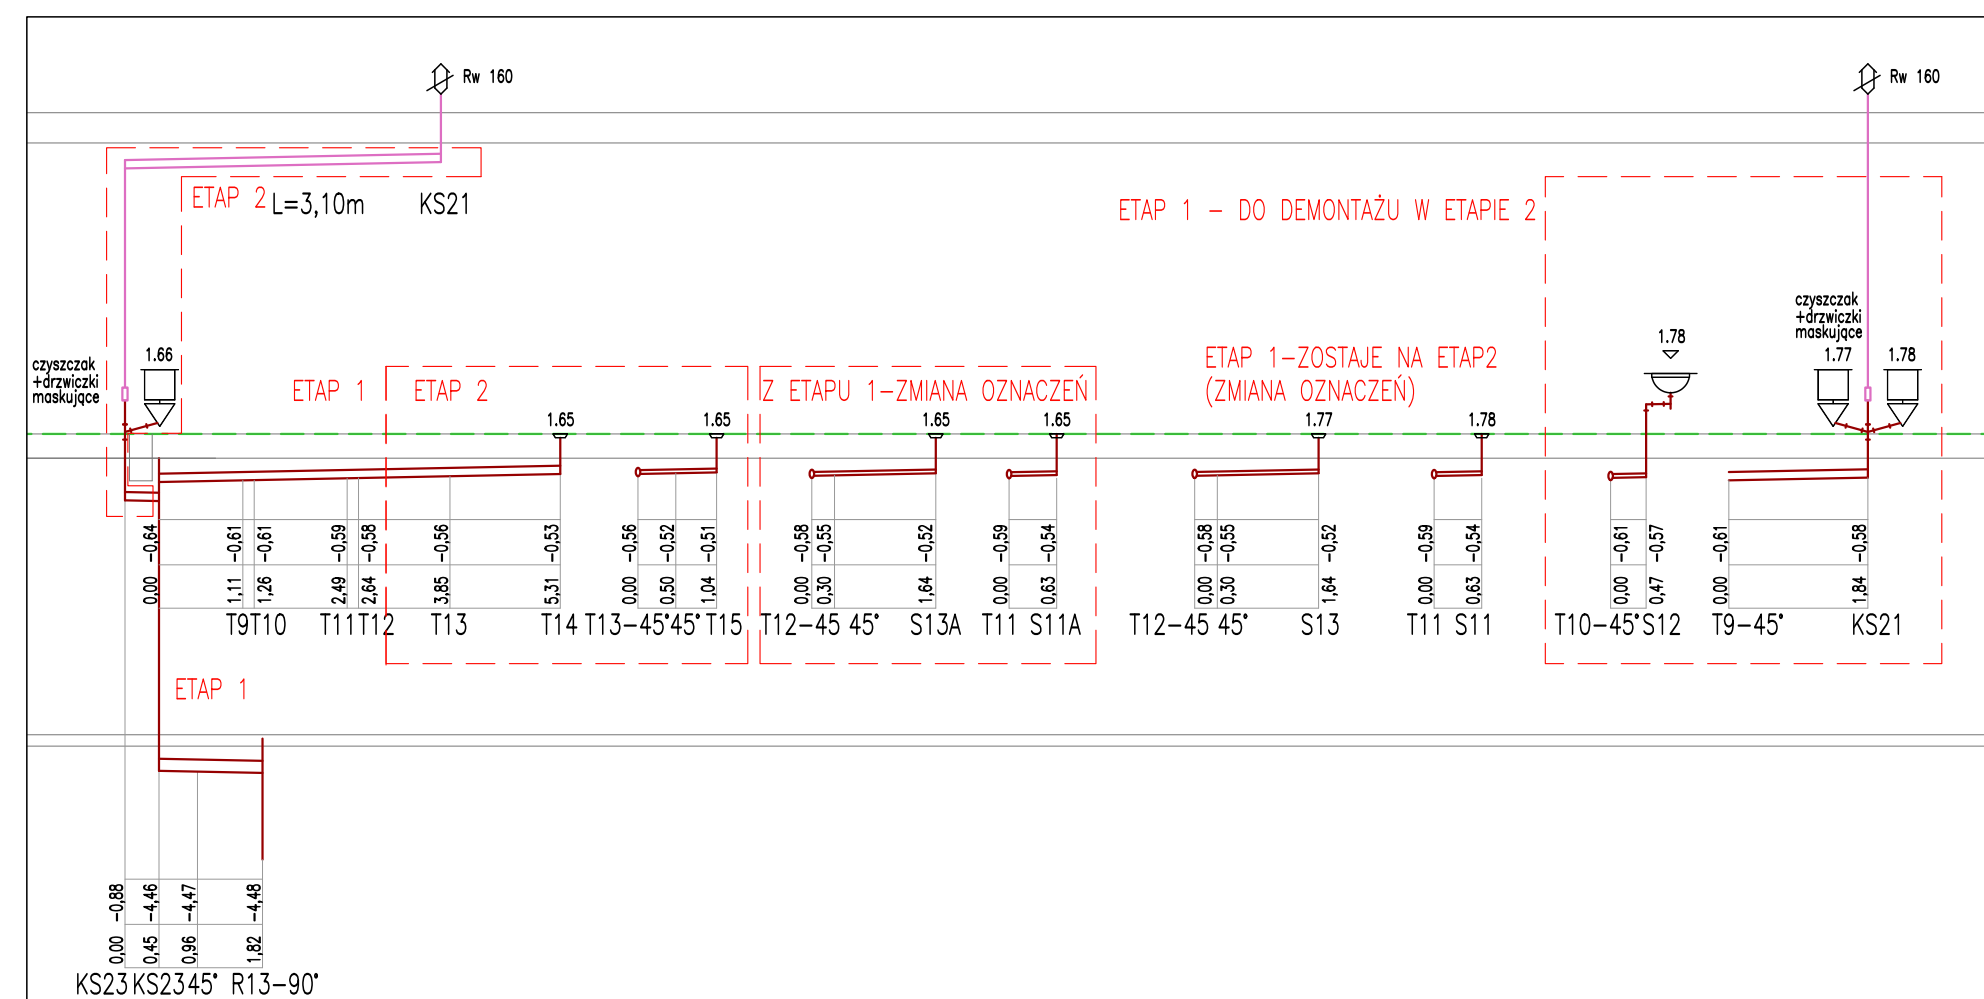 Rw 160
Rw 160
ETAP 2
L=3,10m
KS21
ETAP 1 – DO DEMONTAŻU W ETAPIE 2
czyszczak
+drzwiczki
maskujące
1.66
ETAP 1
ETAP 2
1.65
1.65
Z ETAPU 1–ZMIANA OZNACZEŃ
1.65
1.65
ETAP 1–ZOSTAJE NA ETAP2
(ZMIANA OZNACZEŃ)
1.77
1.78
1.78
czyszczak
+drzwiczki
maskujące
1.77
1.78
-0,64 -0,61 -0,61 -0,59 -0,58 -0,56 -0,53 -0,56 -0,52 -0,51 -0,58 -0,55 -0,52 -0,59 -0,54 -0,58 -0,55 -0,52 -0,59 -0,54 -0,61 -0,57 -0,61 -0,58
0,00 1,11 1,26 2,49 2,64 3,85 5,31 0,00 0,50 1,04 0,00 0,30 1,64 0,00 0,63 0,00 0,30 1,64 0,00 0,63 0,00 0,47 0,00 1,84
T9 T10 T11 T12 T13 T14 T13–45° 45° T15 T12–45 45° S13A T11 S11A T12–45 45° S13 T11 S11 T10–45° S12 T9–45° KS21
ETAP 1
-0,88 -4,46 -4,47 -4,48
0,00 0,45 0,96 1,82
KS23 KS23 45° R13–90°